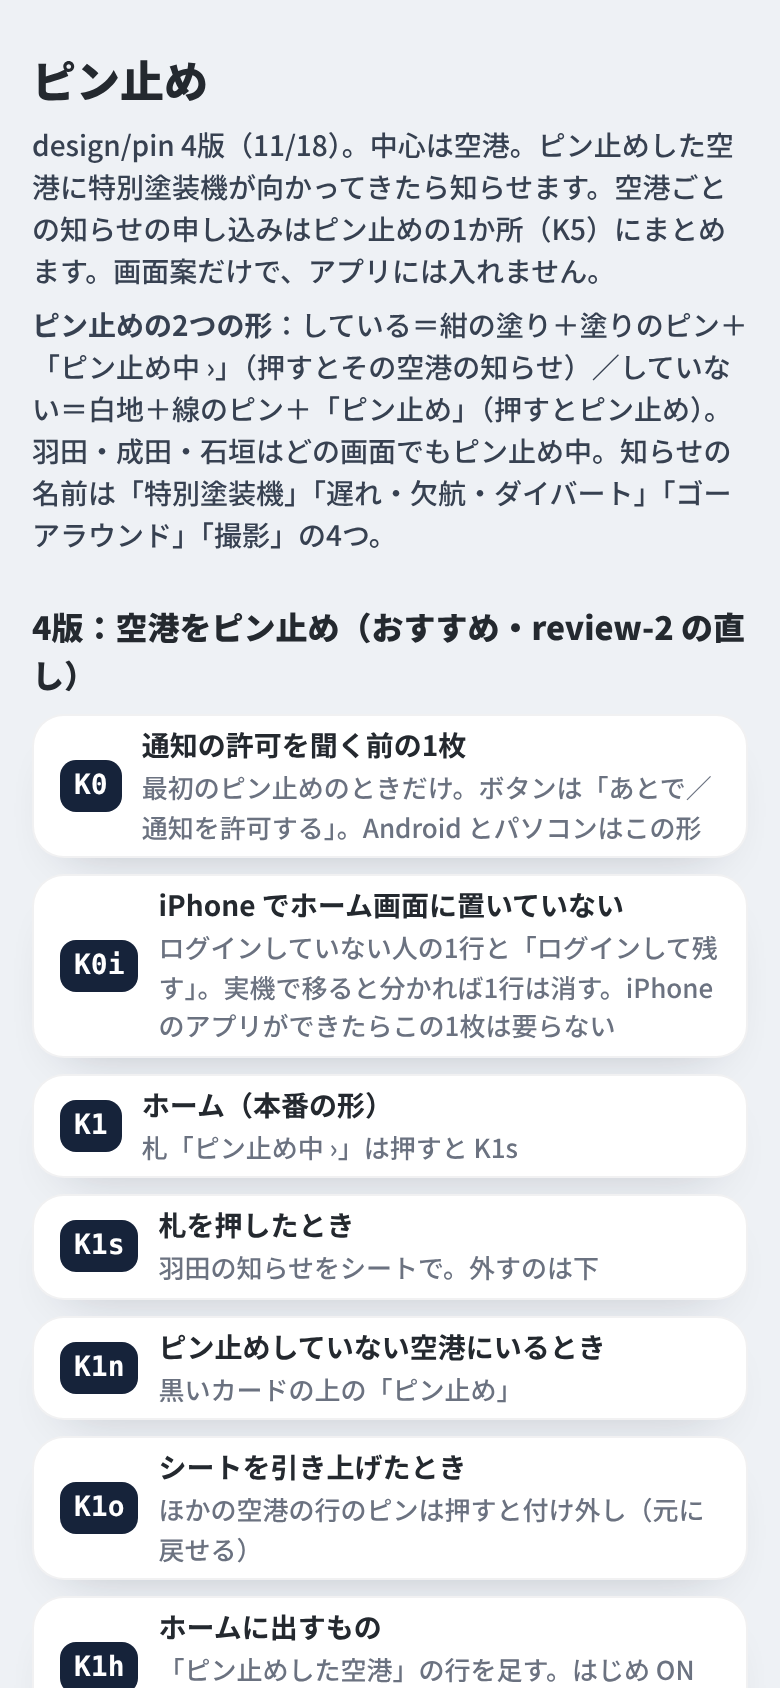 ピン止め
design/pin 4版（11/18）。中心は空港。ピン止めした空
港に特別塗装機が向かってきたら知らせます。空港ごと
の知らせの申し込みはピン止めの1か所（K5）にまとめ
ます。画面案だけで、アプリには入れません。
ピン止めの2つの形：している＝紺の塗り＋塗りのピン＋
「ピン止め中 ›」（押すとその空港の知らせ）／していな
い＝白地＋線のピン＋「ピン止め」（押すとピン止め）。
羽田・成田・石垣はどの画面でもピン止め中。知らせの
名前は「特別塗装機」「遅れ・欠航・ダイバート」「ゴー
アラウンド」「撮影」の4つ。
4版：空港をピン止め（おすすめ・review-2 の直
し）
K0
通知の許可を聞く前の1枚
最初のピン止めのときだけ。ボタンは「あとで／
通知を許可する」。Android とパソコンはこの形
K0i
iPhone でホーム画面に置いていない
ログインしていない人の1行と「ログインして残
す」。実機で移ると分かれば1行は消す。iPhone
のアプリができたらこの1枚は要らない
K1
ホーム（本番の形）
札「ピン止め中 ›」は押すと K1s
K1s
札を押したとき
羽田の知らせをシートで。外すのは下
K1n
ピン止めしていない空港にいるとき
黒いカードの上の「ピン止め」
K1o
シートを引き上げたとき
ほかの空港の行のピンは押すと付け外し（元に
戻せる）
K1h
ホームに出すもの
「ピン止めした空港」の行を足す。はじめ ON